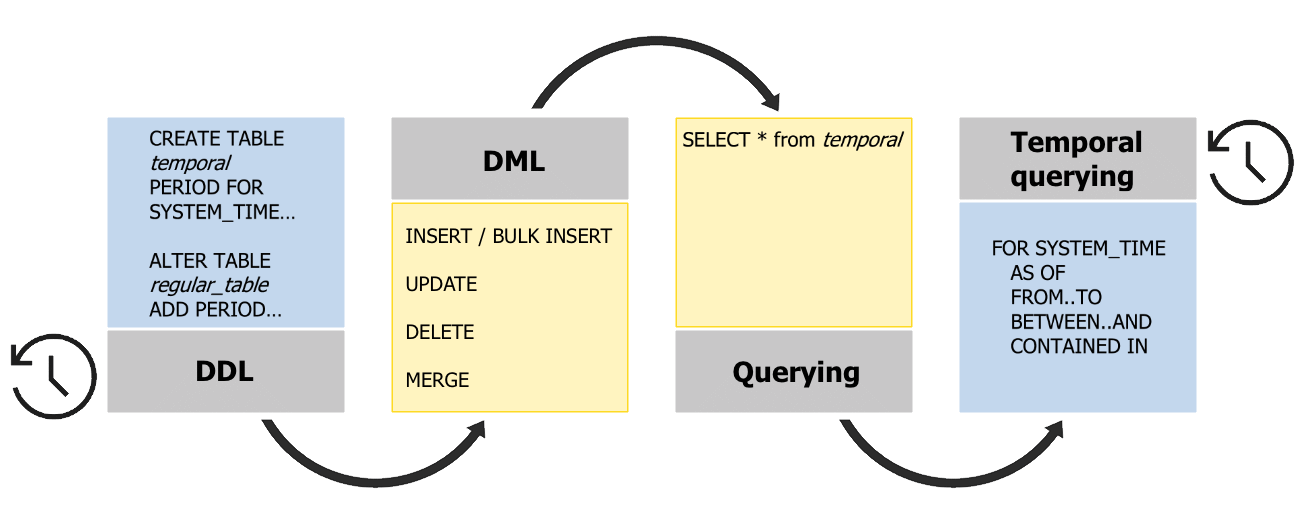 CREATE TABLE
temporal
PERIOD FOR
SYSTEM_TIME...
ALTER TABLE
regular_table
ADD PERIOD...
DDL
DML
INSERT / BULK INSERT
UPDATE
DELETE
MERGE
SELECT * from temporal
Querying
Temporal
querying
FOR SYSTEM_TIME
AS OF
FROM..TO
BETWEEN..AND
CONTAINED IN